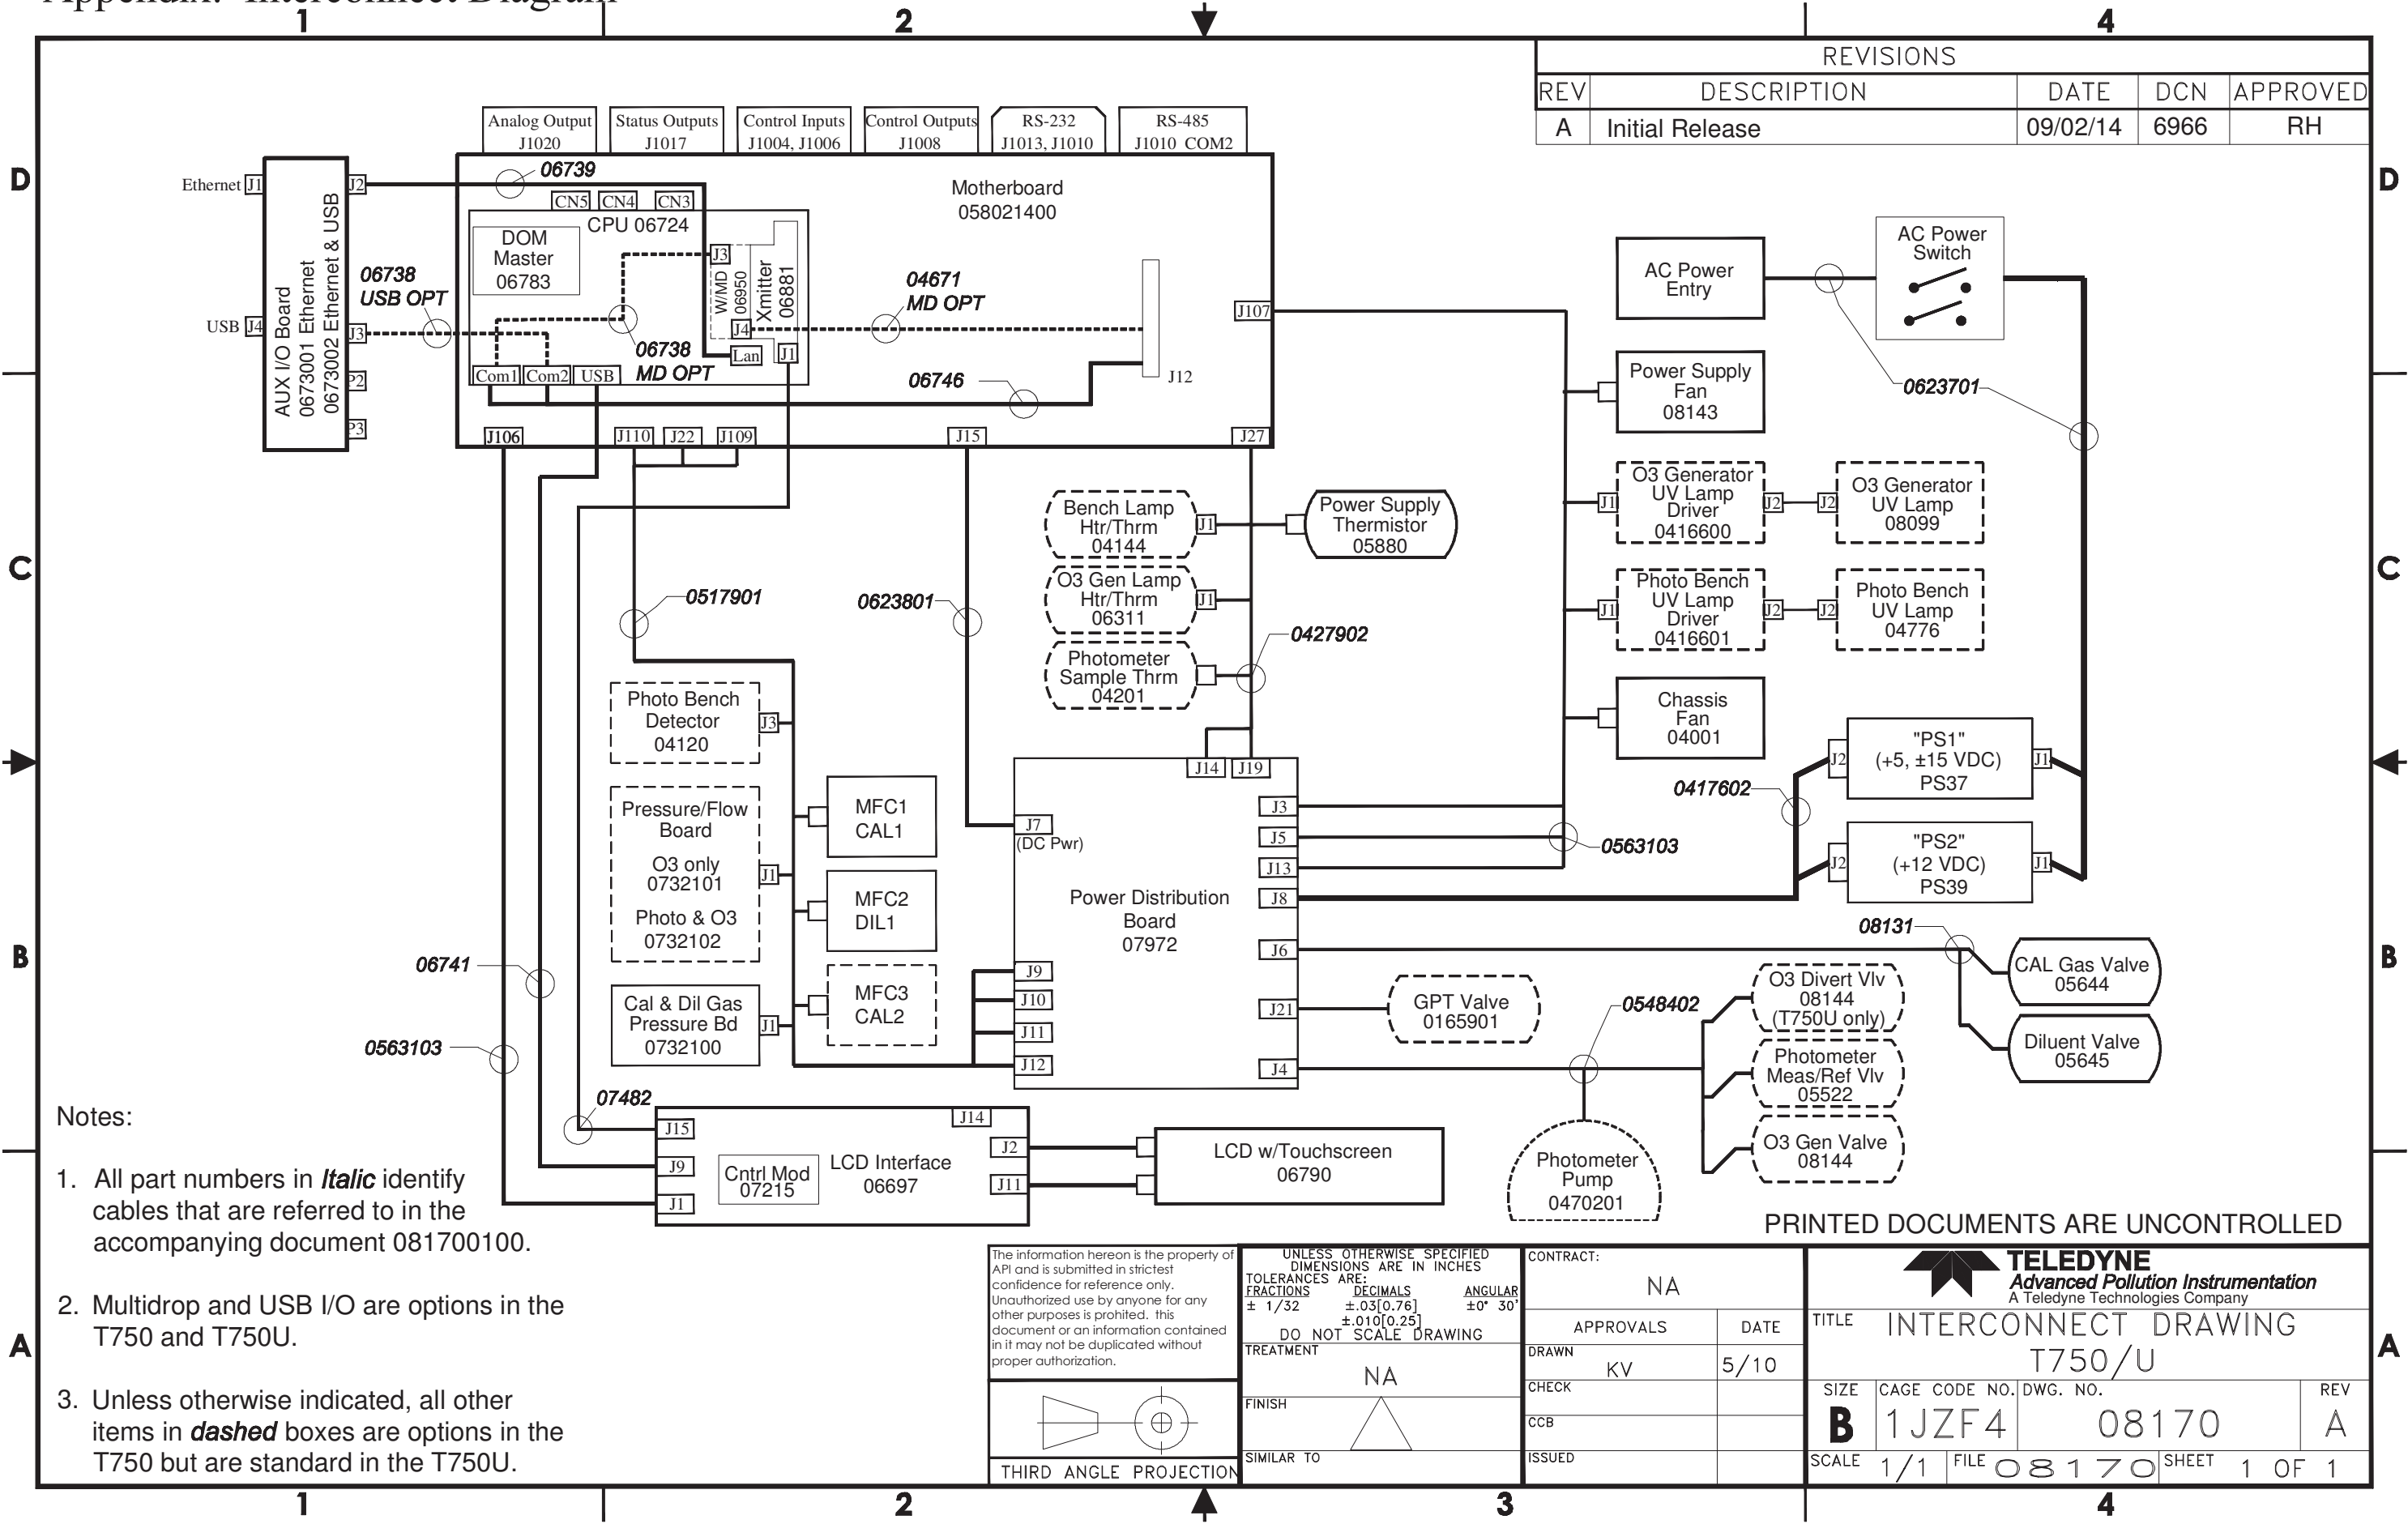 Appendix: Interconnect Diagram
1
2
4
REVISIONS
REV DESCRIPTION DATE DCN APPROVED
A Initial Release 09/02/14 6966 RH
D
D
Analog Output
J1020
Status Outputs
J1017
Control Inputs
J1004, J1006
Control Outputs
J1008
RS-232
J1013, J1010
RS-485
J1010 COM2
Ethernet J1
J2
USB J4
J3
P2
P3
AUX I/O Board
0673001 Ethernet
0673002 Ethernet & USB
06738
USB OPT
06739
CN5 CN4 CN3
CPU 06724
DOM
Master
06783
J3
W/MD
06950
Xmitter
06881
J4
Lan
J1
06738
MD OPT
Com1 Com2 USB
Motherboard
058021400
04671
MD OPT
06746
J12
J107
J106
J110
J22
J109
J15
J27
AC Power
Entry
AC Power
Switch
0623701
Power Supply
Fan
08143
J1
O3 Generator
UV Lamp
Driver
0416600
J2
J2
O3 Generator
UV Lamp
08099
J1
Photo Bench
UV Lamp
Driver
0416601
J2
J2
Photo Bench
UV Lamp
04776
Chassis
Fan
04001
C
C
Bench Lamp
Htr/Thrm
04144
J1
Power Supply
Thermistor
05880
O3 Gen Lamp
Htr/Thrm
06311
J1
Photometer
Sample Thrm
04201
0427902
0517901
0623801
Photo Bench
Detector
04120
J3
Pressure/Flow
Board
O3 only
0732101
Photo & O3
0732102
J1
Cal & Dil Gas
Pressure Bd
0732100
J1
MFC1
CAL1
MFC2
DIL1
MFC3
CAL2
J14 J19
J7
(DC Pwr)
Power Distribution
Board
07972
J9
J10
J11
J12
J3
J5
J13
J8
J6
J21
J4
0563103
0417602
J2
"PS1"
(+5, ±15 VDC)
PS37
J1
J2
"PS2"
(+12 VDC)
PS39
J1
B
B
08131
CAL Gas Valve
05644
Diluent Valve
05645
GPT Valve
0165901
0548402
O3 Divert Vlv
08144
(T750U only)
Photometer
Meas/Ref Vlv
05522
O3 Gen Valve
08144
Photometer
Pump
0470201
06741
0563103
07482
J15
J9
J1
J14
Cntrl Mod
07215
LCD Interface
06697
J2
J11
LCD w/Touchscreen
06790
Notes:
1. All part numbers in Italic identify
cables that are referred to in the
accompanying document 081700100.
2. Multidrop and USB I/O are options in the
T750 and T750U.
3. Unless otherwise indicated, all other
items in dashed boxes are options in the
T750 but are standard in the T750U.
PRINTED DOCUMENTS ARE UNCONTROLLED
A
A
The information hereon is the property of
API and is submitted in strictest
confidence for reference only.
Unauthorized use by anyone for any
other purposes is prohited. this
document or an information contained
in it may not be duplicated without
proper authorization.
THIRD ANGLE PROJECTION
UNLESS OTHERWISE SPECIFIED
DIMENSIONS ARE IN INCHES
TOLERANCES ARE:
FRACTIONS DECIMALS ANGULAR
± 1/32 ±.03[0.76] ±0° 30'
±.010[0.25]
DO NOT SCALE DRAWING
TREATMENT
NA
FINISH
SIMILAR TO
CONTRACT:
NA
APPROVALS DATE
DRAWN
KV 5/10
CHECK
CCB
ISSUED
TELEDYNE
Advanced Pollution Instrumentation
A Teledyne Technologies Company
TITLE INTERCONNECT DRAWING
T750/U
SIZE CAGE CODE NO. DWG. NO. REV
B 1JZF4 08170 A
SCALE 1/1 FILE 08170 SHEET 1 OF 1
1
2
3
4